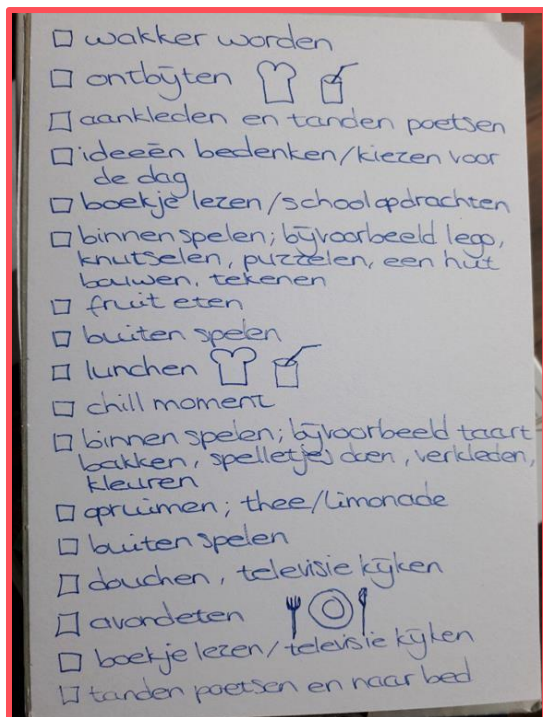 wakker worden
ontbijten
aankleden en tanden poetsen
ideeën bedenken/kiezen voor
de dag
boekje lezen/schoolopdrachten
binnen spelen; bijvoorbeeld lego,
knutselen, puzzelen, een hut
bouwen, tekenen
fruit eten
buiten spelen
lunchen
chill moment
binnen spelen; bijvoorbeeld taart
bakken, spelletjes doen, verkleden,
kleuren
opruimen; thee/limonade
buiten spelen
douchen, televisie kijken
avondeten
boekje lezen/televisie kijken
tanden poetsen en naar bed